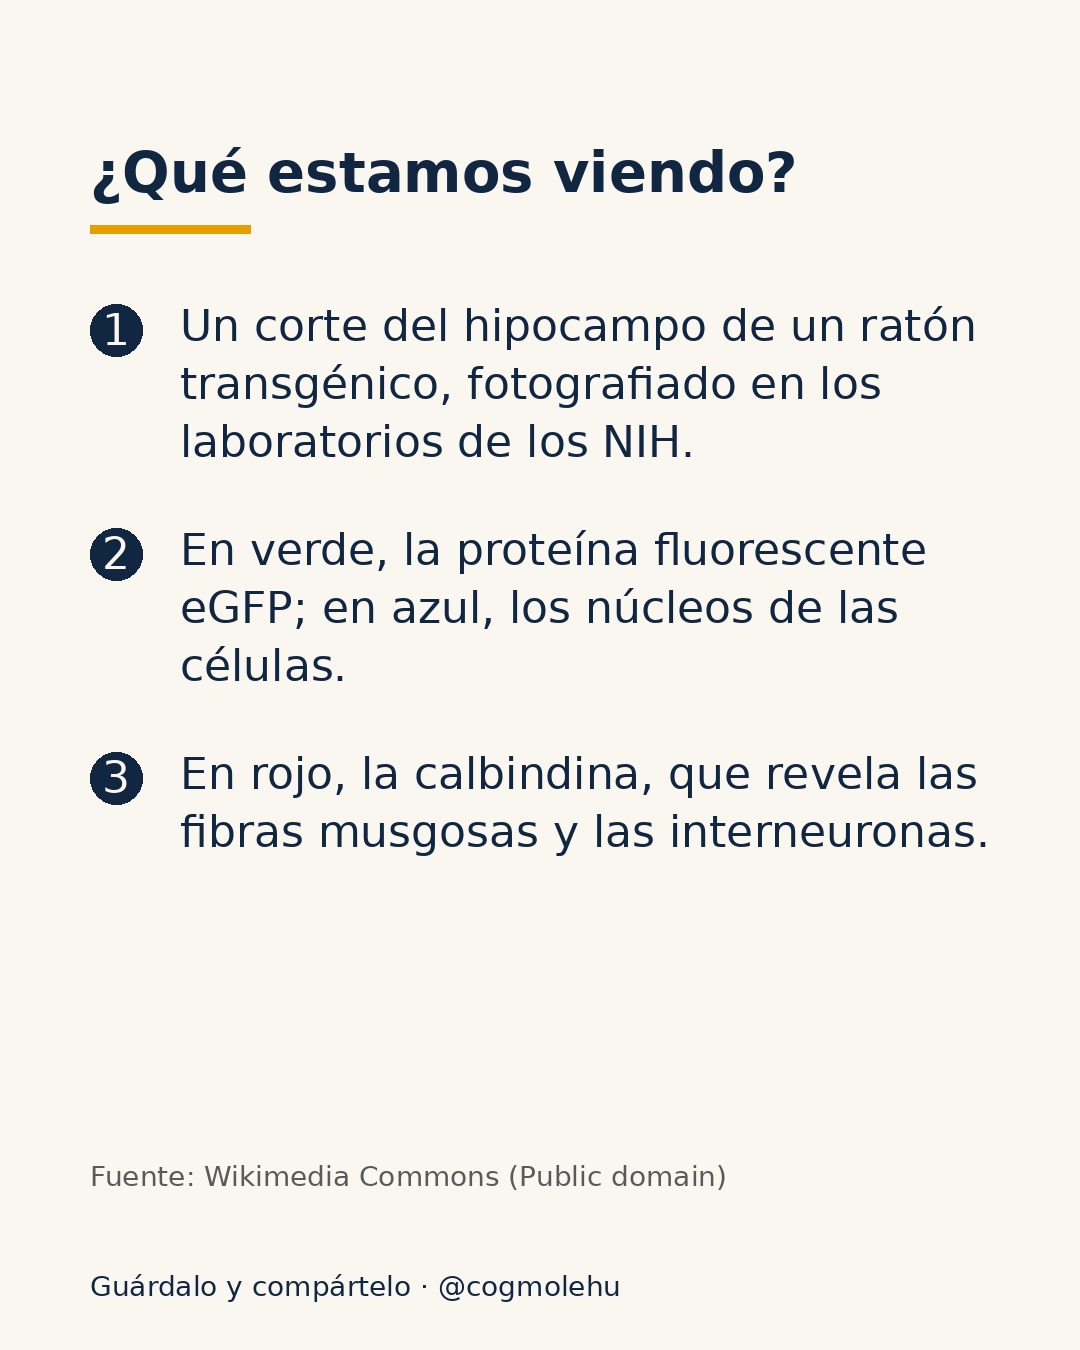 ¿Qué estamos viendo?
1 Un corte del hipocampo de un ratón
transgénico, fotografiado en los
laboratorios de los NIH.
2 En verde, la proteína fluorescente
eGFP; en azul, los núcleos de las
células.
3 En rojo, la calbindina, que revela las
fibras musgosas y las interneuronas.
Fuente: Wikimedia Commons (Public domain)
Guárdalo y compártelo · @cogmolehu